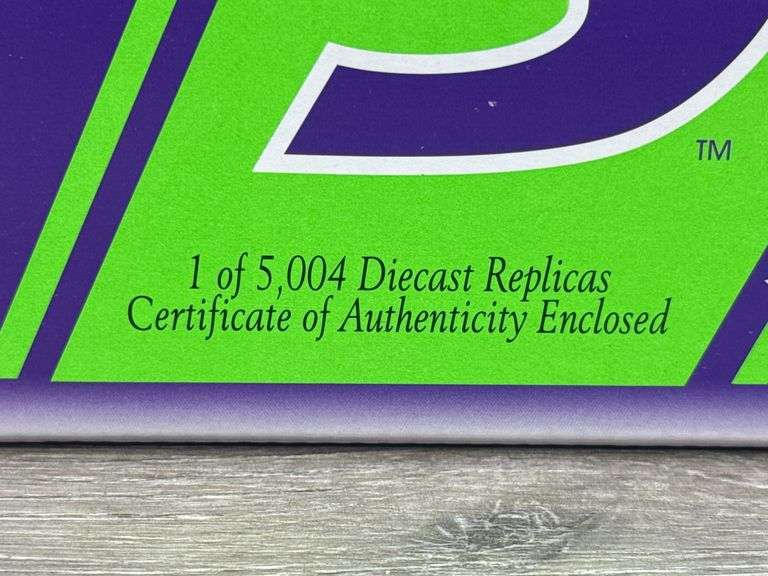 TM
1 of 5,004 Diecast Replicas
Certificate of Authenticity Enclosed